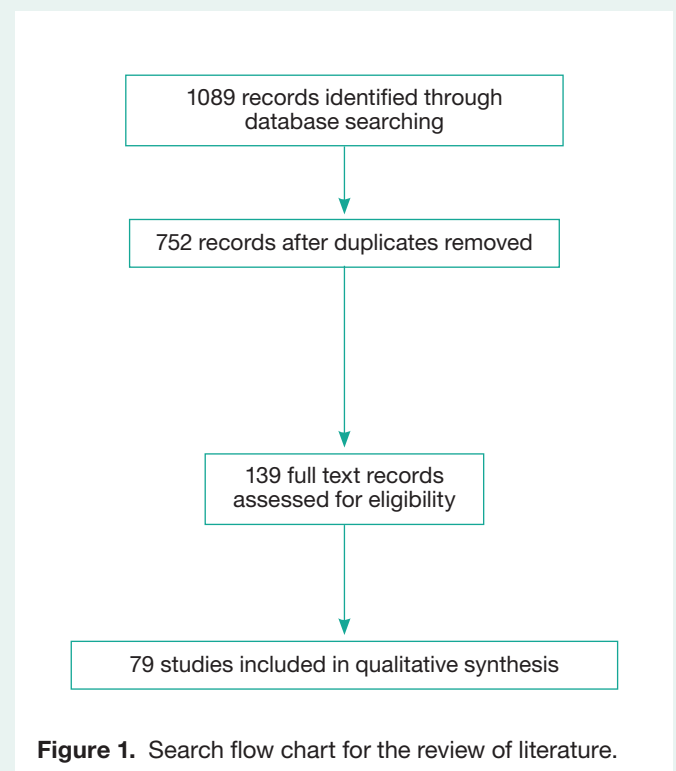 1089 records identified through
database searching
752 records after duplicates removed
139 full text records
assessed for eligibility
79 studies included in qualitative synthesis
Figure 1. Search flow chart for the review of literature.